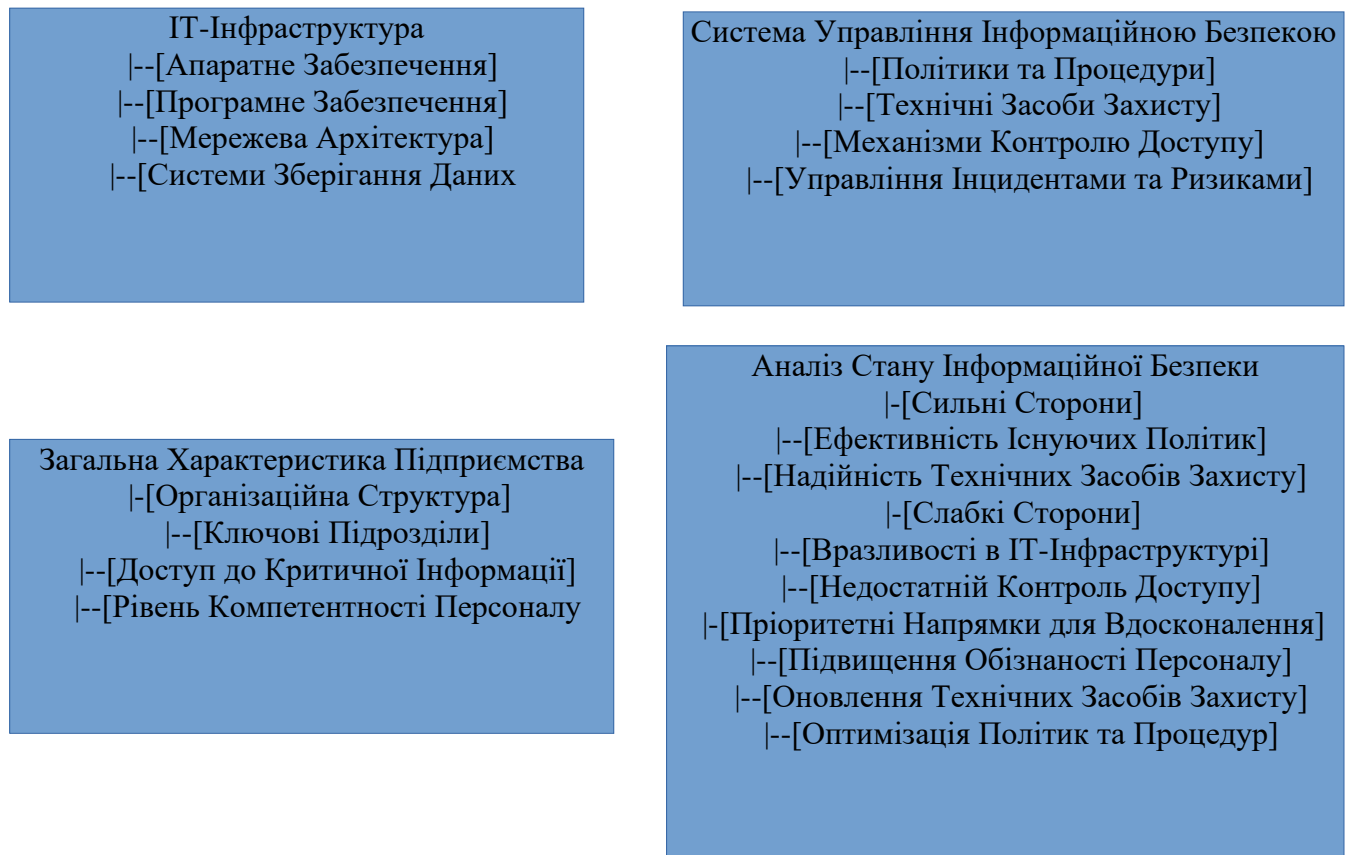 ІТ-Інфраструктура
|--[Апаратне Забезпечення]
|--[Програмне Забезпечення]
|--[Мережева Архітектура]
|--[Системи Зберігання Даних
Система Управління Інформаційною Безпекою
|--[Політики та Процедури]
|--[Технічні Засоби Захисту]
|--[Механізми Контролю Доступу]
|--[Управління Інцидентами та Ризиками]
Загальна Характеристика Підприємства
|-[Організаційна Структура]
|--[Ключові Підрозділи]
|--[Доступ до Критичної Інформації]
|--[Рівень Компетентності Персоналу
Аналіз Стану Інформаційної Безпеки
|-[Сильні Сторони]
|--[Ефективність Існуючих Політик]
|--[Надійність Технічних Засобів Захисту]
|-[Слабкі Сторони]
|--[Вразливості в ІТ-Інфраструктурі]
|--[Недостатній Контроль Доступу]
|-[Пріоритетні Напрямки для Вдосконалення]
|--[Підвищення Обізнаності Персоналу]
|--[Оновлення Технічних Засобів Захисту]
|--[Оптимізація Політик та Процедур]